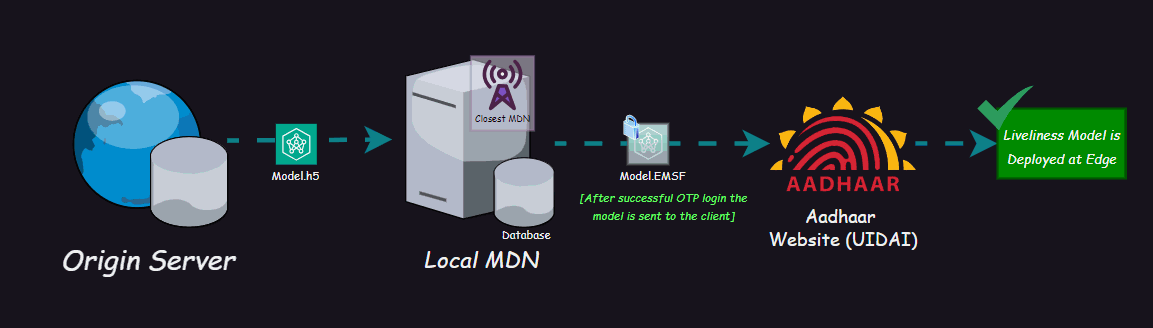 Closest MDN
Model.h5
Model.EMSF
[After successful OTP login the
model is sent to the client]
Database
Origin Server
Local MDN
AADHAAR
Aadhaar
Website (UIDAI)
Liveliness Model is
Deployed at Edge